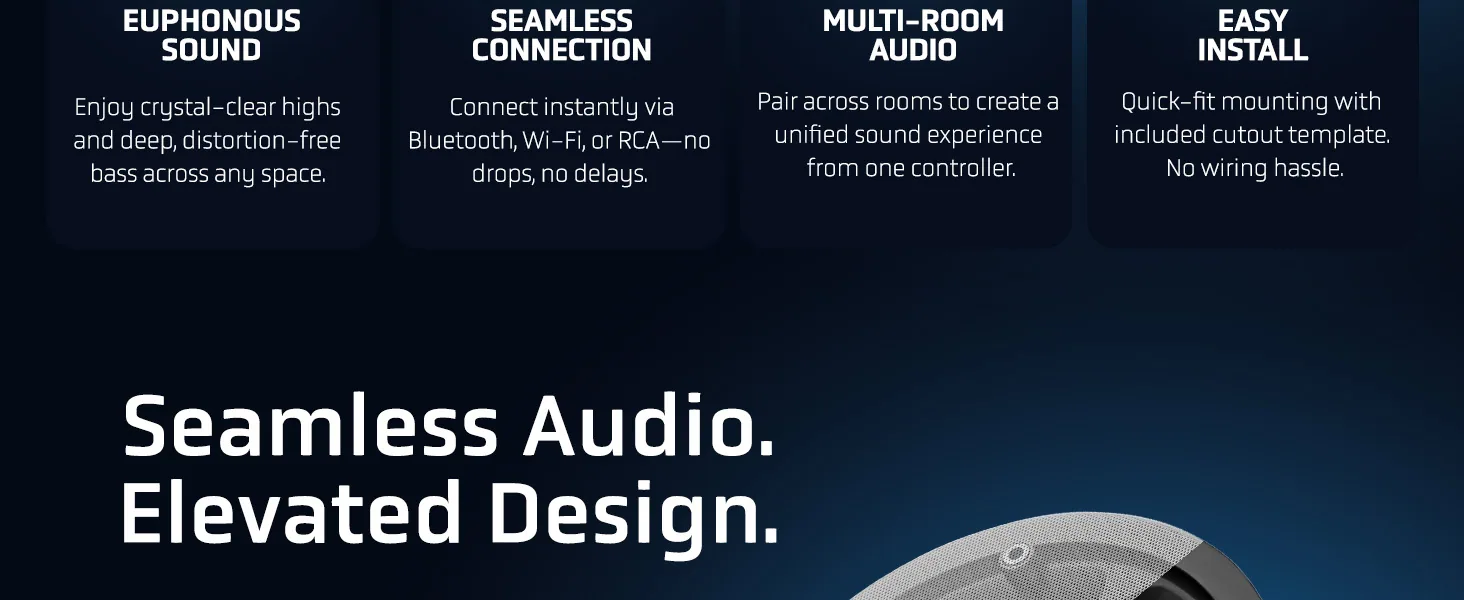 EUPHONOUS
SOUND
Enjoy crystal-clear highs
and deep, distortion-free
bass across any space.
SEAMLESS
CONNECTION
Connect instantly via
Bluetooth, Wi-Fi, or RCA—no
drops, no delays.
MULTI-ROOM
AUDIO
Pair across rooms to create a
unified sound experience
from one controller.
EASY
INSTALL
Quick-fit mounting with
included cutout template.
No wiring hassle.
Seamless Audio.
Elevated Design.